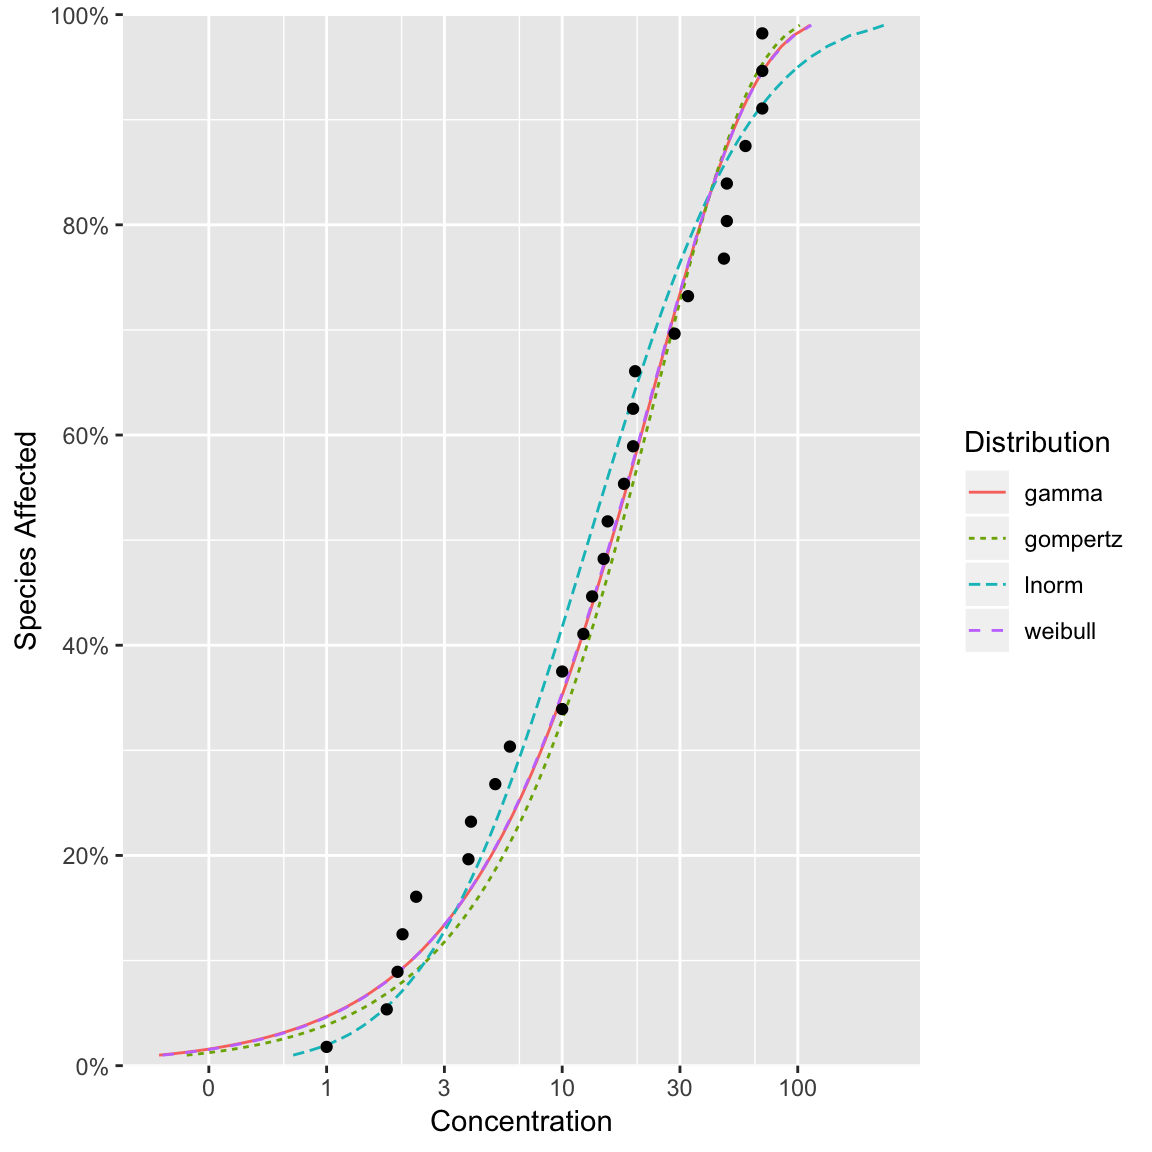 100%
80%
60%
40%
20%
0%
Species Affected
0 1 3 10 30 100
Concentration
Distribution
gamma
gompertz
lnorm
weibull